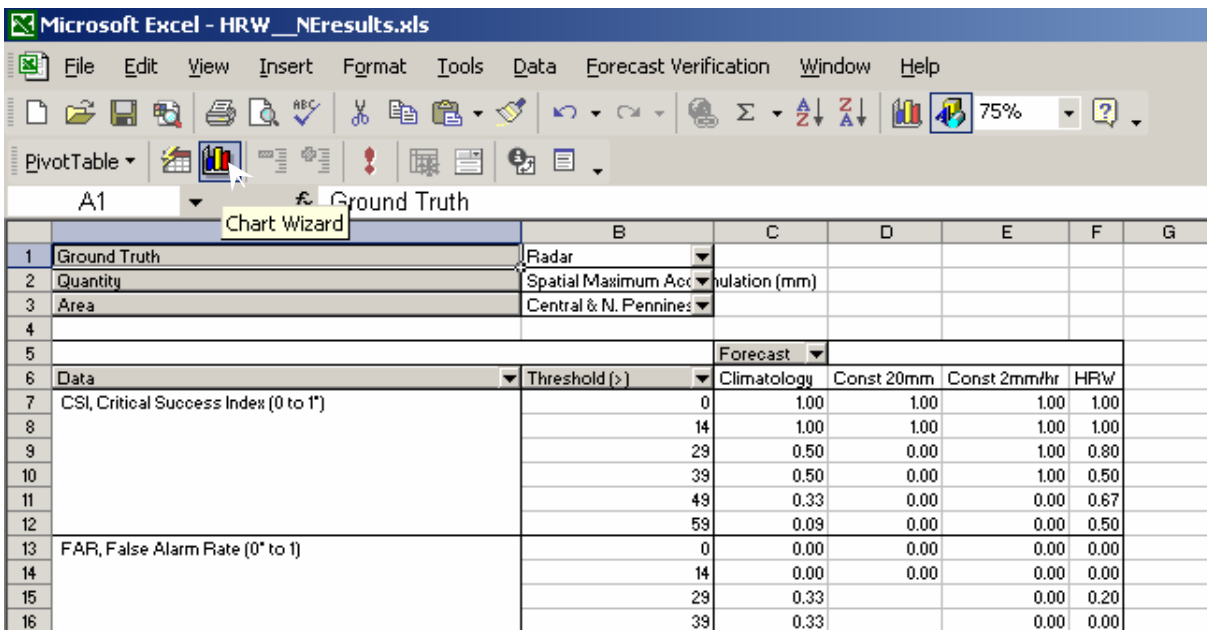 Microsoft Excel - HRW__NEresults.xls
File Edit View Insert Format Tools Data Forecast Verification Window Help
75%
PivotTable
A1 Ground Truth
Chart Wizard
B C D E F G
1 Ground Truth Radar
2 Quantity Spatial Maximum Acc nulation (mm)
3 Area Central & N. Pennines
4
5 Forecast
6 Data Threshold (>) Climatology Const 20mm Const 2mm/hr HRW
7 CSI, Critical Success Index (0 to 1*) 0 1.00 1.00 1.00 1.00
8 14 1.00 1.00 1.00 1.00
9 29 0.50 0.00 1.00 0.80
10 39 0.50 0.00 1.00 0.50
11 49 0.33 0.00 0.00 0.67
12 59 0.09 0.00 0.00 0.50
13 FAR, False Alarm Rate (0* to 1) 0 0.00 0.00 0.00 0.00
14 14 0.00 0.00 0.00 0.00
15 29 0.33 0.00 0.20
16 39 0.33 0.00 0.00